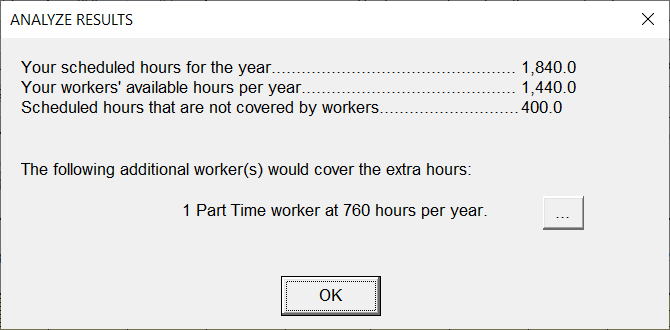 ANALYZE RESULTS
Your scheduled hours for the year................................................. 1,840.0
Your workers' available hours per year........................................... 1,440.0
Scheduled hours that are not covered by workers............................ 400.0
The following additional worker(s) would cover the extra hours:
1 Part Time worker at 760 hours per year.
...
OK